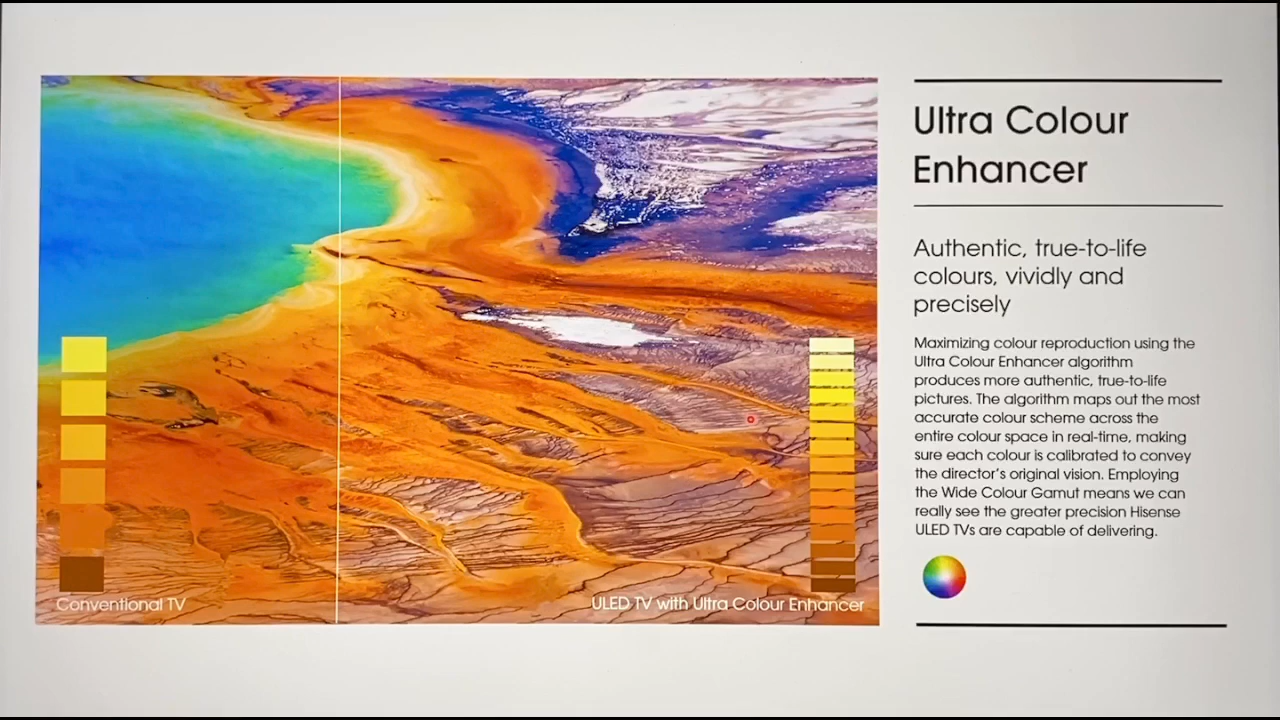 Ultra Colour
Enhancer
Authentic, true-to-life
colours, vividly and
precisely
Maximizing colour reproduction using the
Ultra Colour Enhancer algorithm
produces more authentic, true-to-life
pictures. The algorithm maps out the most
accurate colour scheme across the
entire colour space in real-time, making
sure each colour is calibrated to convey
the director's original vision. Employing
the Wide Colour Gamut means we can
really see the greater precision Hisense
ULED TVs are capable of delivering.
Conventional TV
ULED TV with Ultra Colour Enhancer